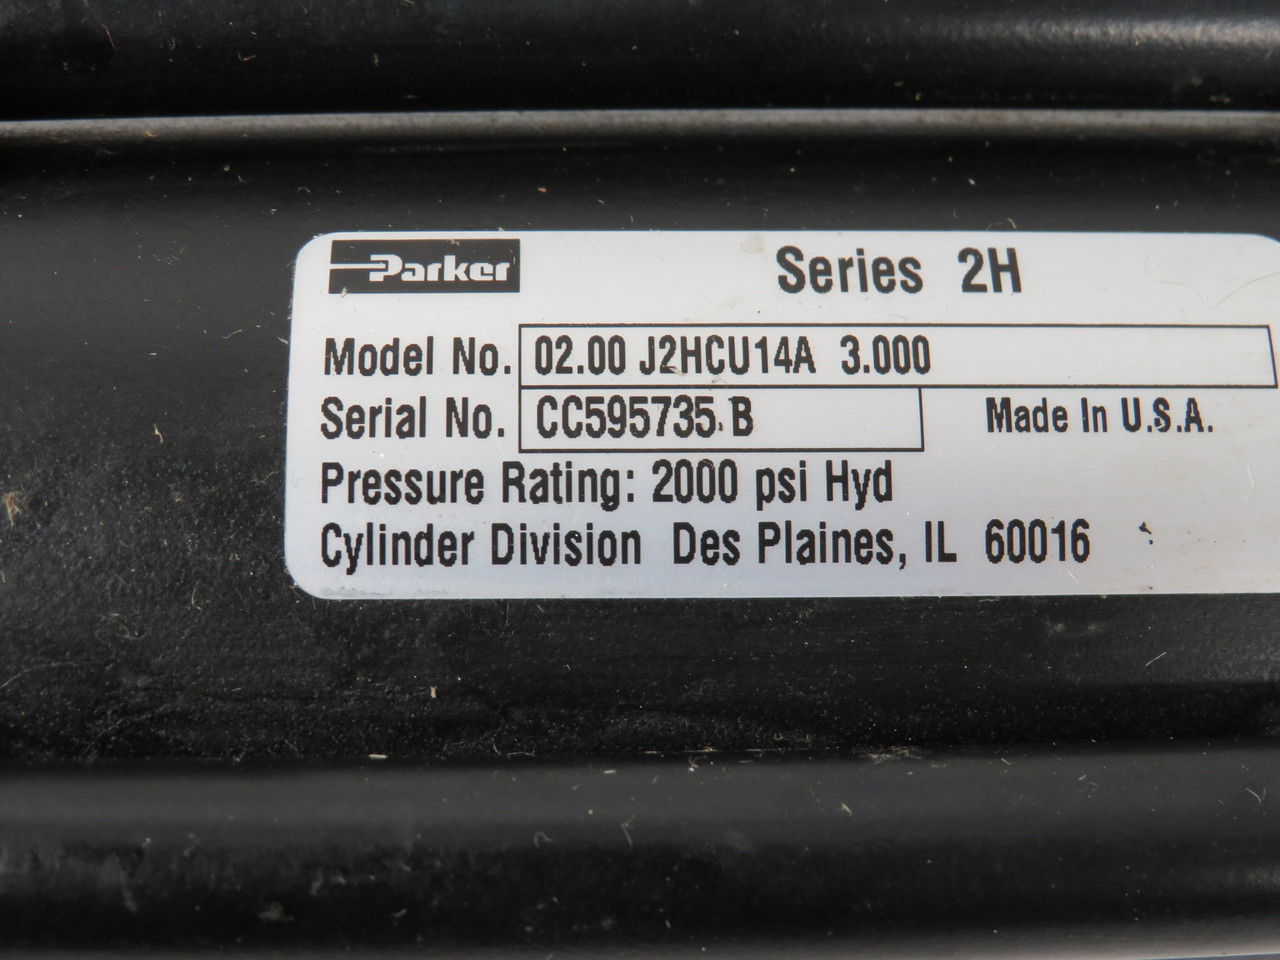 Parker Series 2H
Model No. 02.00 J2HCU14A 3.000
Serial No. CC595735 B Made In U.S.A.
Pressure Rating: 2000 psi Hyd
Cylinder Division Des Plaines, IL 60016